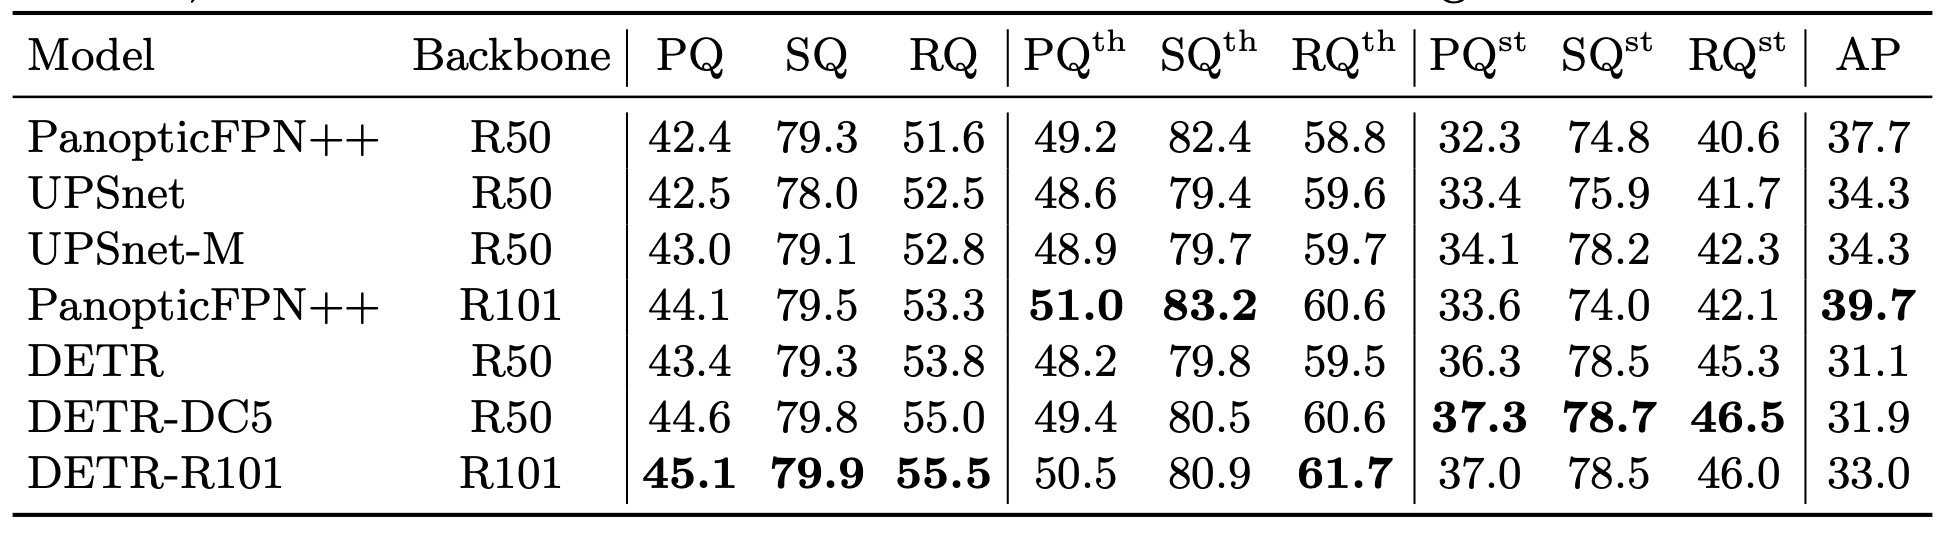 Model Backbone PQ SQ RQ PQ^th SQ^th RQ^th PQ^st SQ^st RQ^st AP
PanopticFPN++ R50 42.4 79.3 51.6 49.2 82.4 58.8 32.3 74.8 40.6 37.7
UPSnet R50 42.5 78.0 52.5 48.6 79.4 59.6 33.4 75.9 41.7 34.3
UPSnet-M R50 43.0 79.1 52.8 48.9 79.7 59.7 34.1 78.2 42.3 34.3
PanopticFPN++ R101 44.1 79.5 53.3 51.0 83.2 60.6 33.6 74.0 42.1 39.7
DETR R50 43.4 79.3 53.8 48.2 79.8 59.5 36.3 78.5 45.3 31.1
DETR-DC5 R50 44.6 79.8 55.0 49.4 80.5 60.6 37.3 78.7 46.5 31.9
DETR-R101 R101 45.1 79.9 55.5 50.5 80.9 61.7 37.0 78.5 46.0 33.0